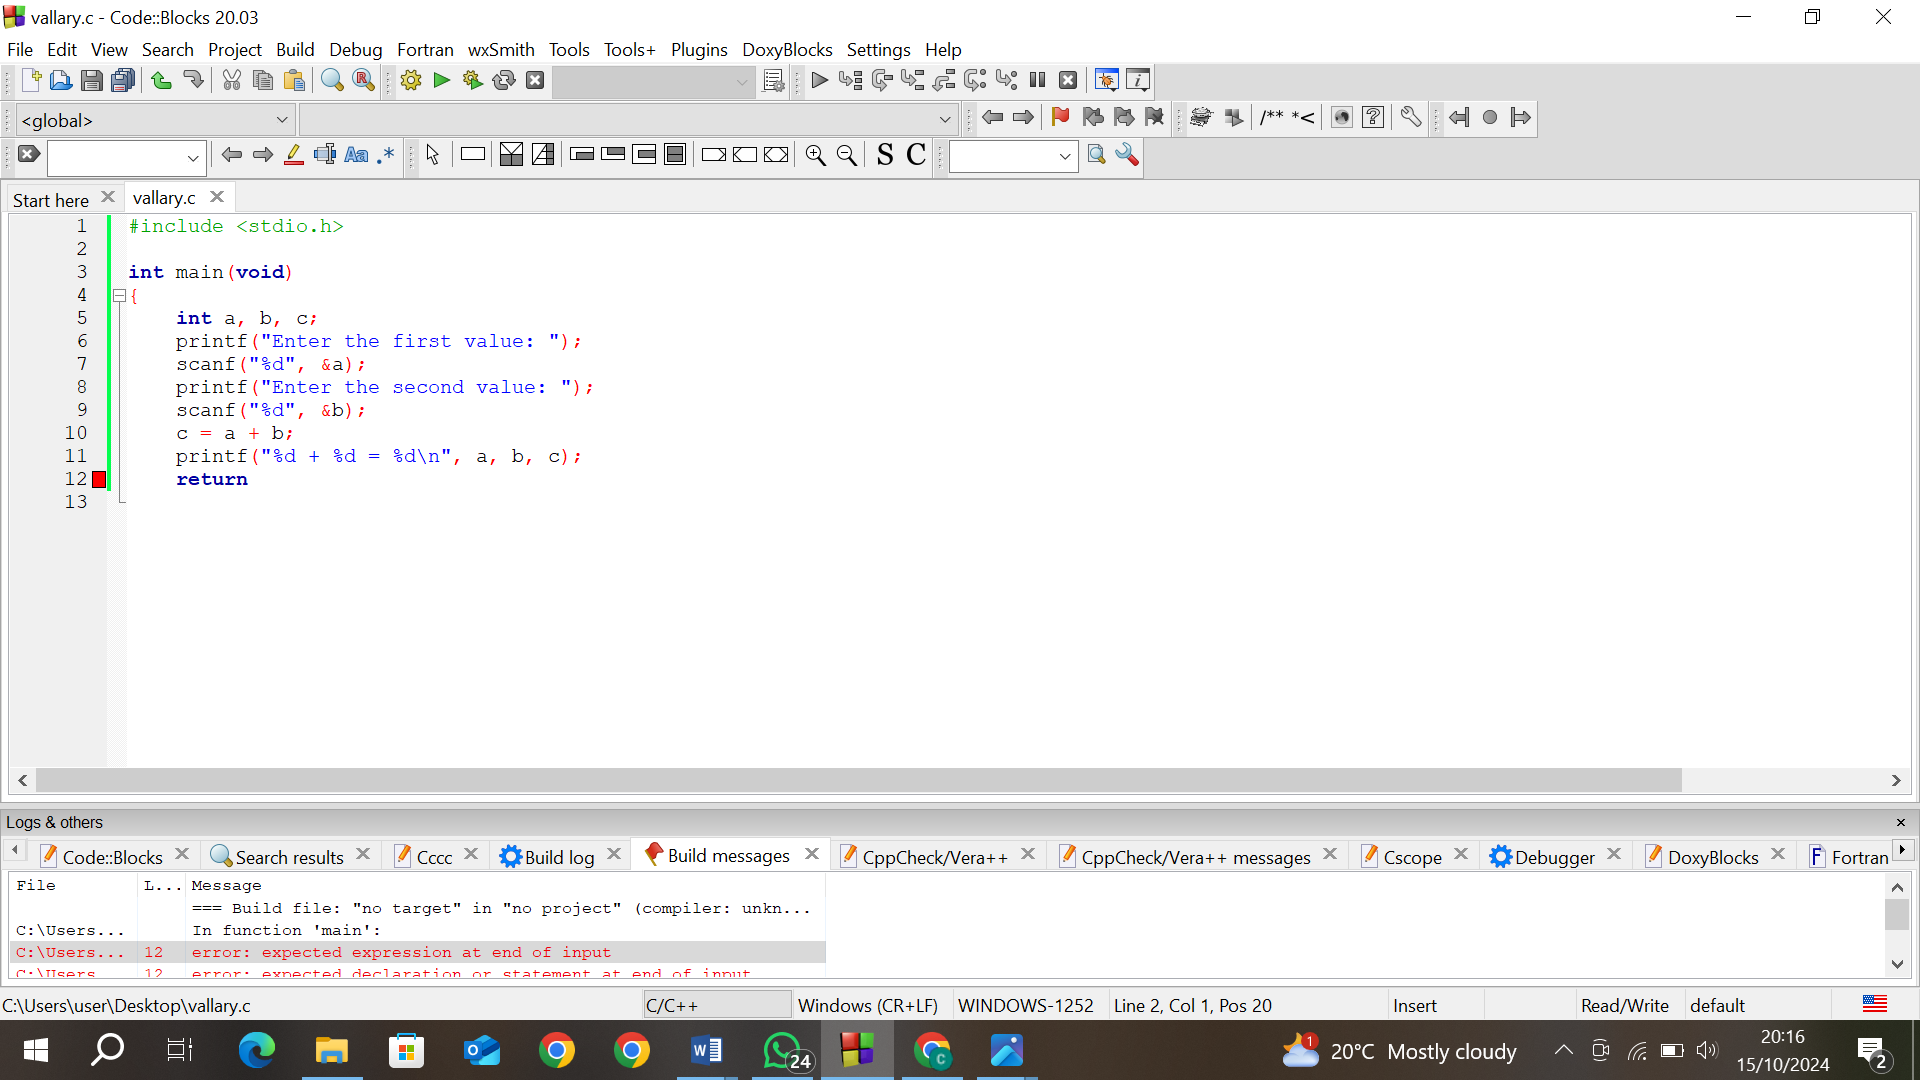 vallary.c - Code::Blocks 20.03
File Edit View Search Project Build Debug Fortran wxSmith Tools Tools+ Plugins DoxyBlocks Settings Help
<global>
/** *<
Aa .* S C
Start here vallary.c
1 #include <stdio.h>
2
3 int main(void)
4 {
5 int a, b, c;
6 printf("Enter the first value: ");
7 scanf("%d", &a);
8 printf("Enter the second value: ");
9 scanf("%d", &b);
10 c = a + b;
11 printf("%d + %d = %d\n", a, b, c);
12 return
13
Logs & others
Code::Blocks Search results Cccc Build log Build messages CppCheck/Vera++ CppCheck/Vera++ messages Cscope Debugger DoxyBlocks Fortran
File L... Message
=== Build file: "no target" in "no project" (compiler: unkn...
C:\Users... In function 'main':
C:\Users... 12 error: expected expression at end of input
C:\Users... 12 error: expected declaration or statement at end of input
C:\Users\user\Desktop\vallary.c C/C++ Windows (CR+LF) WINDOWS-1252 Line 2, Col 1, Pos 20 Insert Read/Write default
24 1 20°C Mostly cloudy 20:16
15/10/2024 2